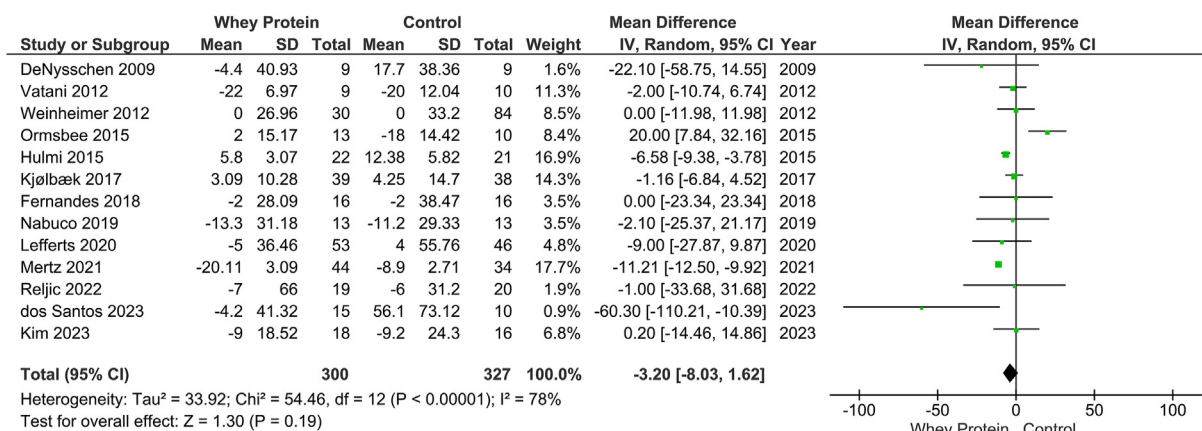 Whey Protein Control Mean Difference Mean Difference
Study or Subgroup Mean SD Total Mean SD Total Weight IV, Random, 95% CI Year IV, Random, 95% CI
DeNysschen 2009 -4.4 40.93 9 17.7 38.36 9 1.6% -22.10 [-58.75, 14.55] 2009
Vatani 2012 -22 6.97 9 -20 12.04 10 11.3% -2.00 [-10.74, 6.74] 2012
Weinheimer 2012 0 26.96 30 0 33.2 84 8.5% 0.00 [-11.98, 11.98] 2012
Ormsbee 2015 2 15.17 13 -18 14.42 10 8.4% 20.00 [7.84, 32.16] 2015
Hulmi 2015 5.8 3.07 22 12.38 5.82 21 16.9% -6.58 [-9.38, -3.78] 2015
Kjølbæk 2017 3.09 10.28 39 4.25 14.7 38 14.3% -1.16 [-6.84, 4.52] 2017
Fernandes 2018 -2 28.09 16 -2 38.47 16 3.5% 0.00 [-23.34, 23.34] 2018
Nabuco 2019 -13.3 31.18 13 -11.2 29.33 13 3.5% -2.10 [-25.37, 21.17] 2019
Lefferts 2020 -5 36.46 53 4 55.76 46 4.8% -9.00 [-27.87, 9.87] 2020
Mertz 2021 -20.11 3.09 44 -8.9 2.71 34 17.7% -11.21 [-12.50, -9.92] 2021
Reljic 2022 -7 66 19 -6 31.2 20 1.9% -1.00 [-33.68, 31.68] 2022
dos Santos 2023 -4.2 41.32 15 56.1 73.12 10 0.9% -60.30 [-110.21, -10.39] 2023
Kim 2023 -9 18.52 18 -9.2 24.3 16 6.8% 0.20 [-14.46, 14.86] 2023
Total (95% CI) 300 327 100.0% -3.20 [-8.03, 1.62]
Heterogeneity: Tau² = 33.92; Chi² = 54.46, df = 12 (P < 0.00001); I² = 78%
Test for overall effect: Z = 1.30 (P = 0.19)
-100 -50 0 50 100
Whey Protein Control